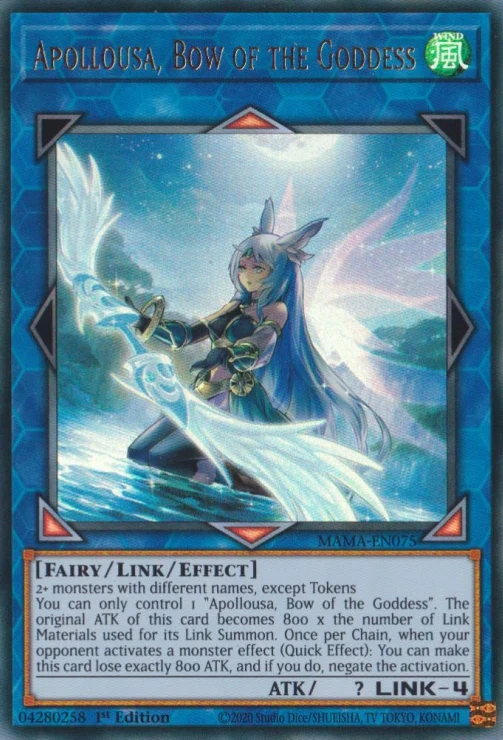 Apollousa, Bow of the Goddess
WIND
風
MAMA-EN075
[Fairy/Link/Effect]
2+ monsters with different names, except Tokens
You can only control 1 "Apollousa, Bow of the Goddess". The
original ATK of this card becomes 800 x the number of Link
Materials used for its Link Summon. Once per Chain, when your
opponent activates a monster effect (Quick Effect): You can make
this card lose exactly 800 ATK, and if you do, negate the activation.
ATK/ ? LINK-4
04280258 1st Edition ©2020 Studio Dice/SHUEISHA, TV TOKYO, KONAMI